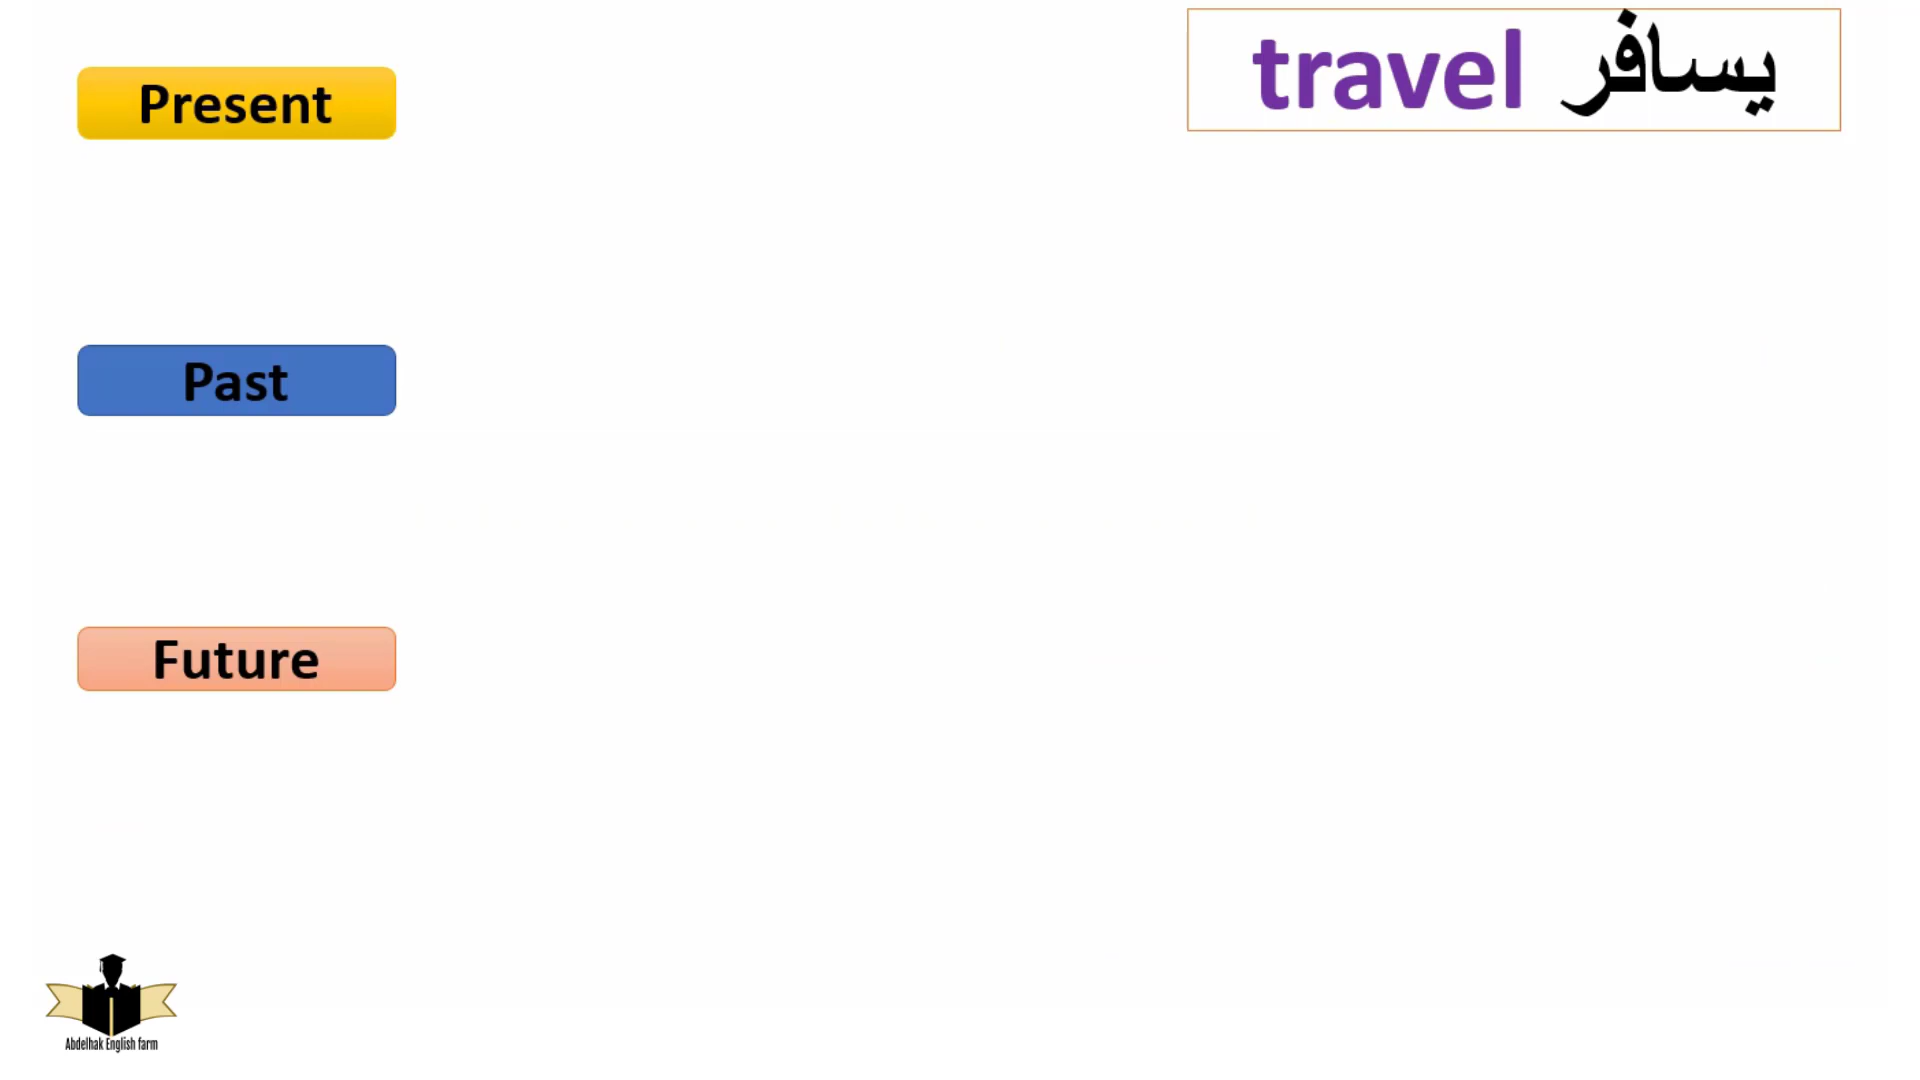 travel يسافر
Present
Past
Future
Abdelhak English farm